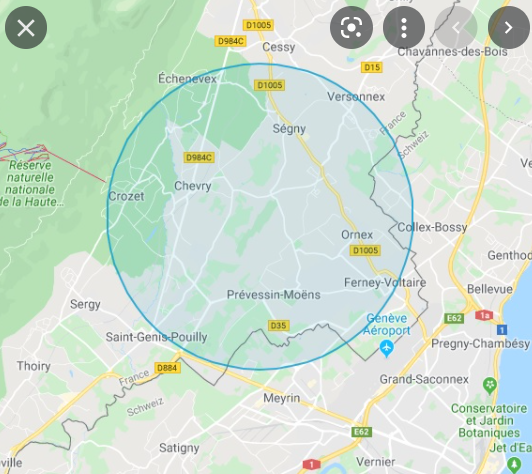 D1005
D984C
Cessy
Chavannes-des-Bois
D15
Échenevex
D1005
Versonnex
France
Schweiz
Ségny
D984C
Réserve
naturelle
nationale
de la Haute...
Crozet
Chevry
Ornex
Collex-Bossy
D1005
Genthod
Ferney-Voltaire
Bellevue
Prévessin-Moëns
Sergy
E62
1a
1
Genève
Aéroport
D35
Saint-Genis-Pouilly
Pregny-Chambésy
Thoiry
D884
France
Schweiz
Grand-Saconnex
Meyrin
Conservatoire
et Jardin
Botaniques
E62
Satigny
Jet d'Ea
ville
1
Vernier
Ve